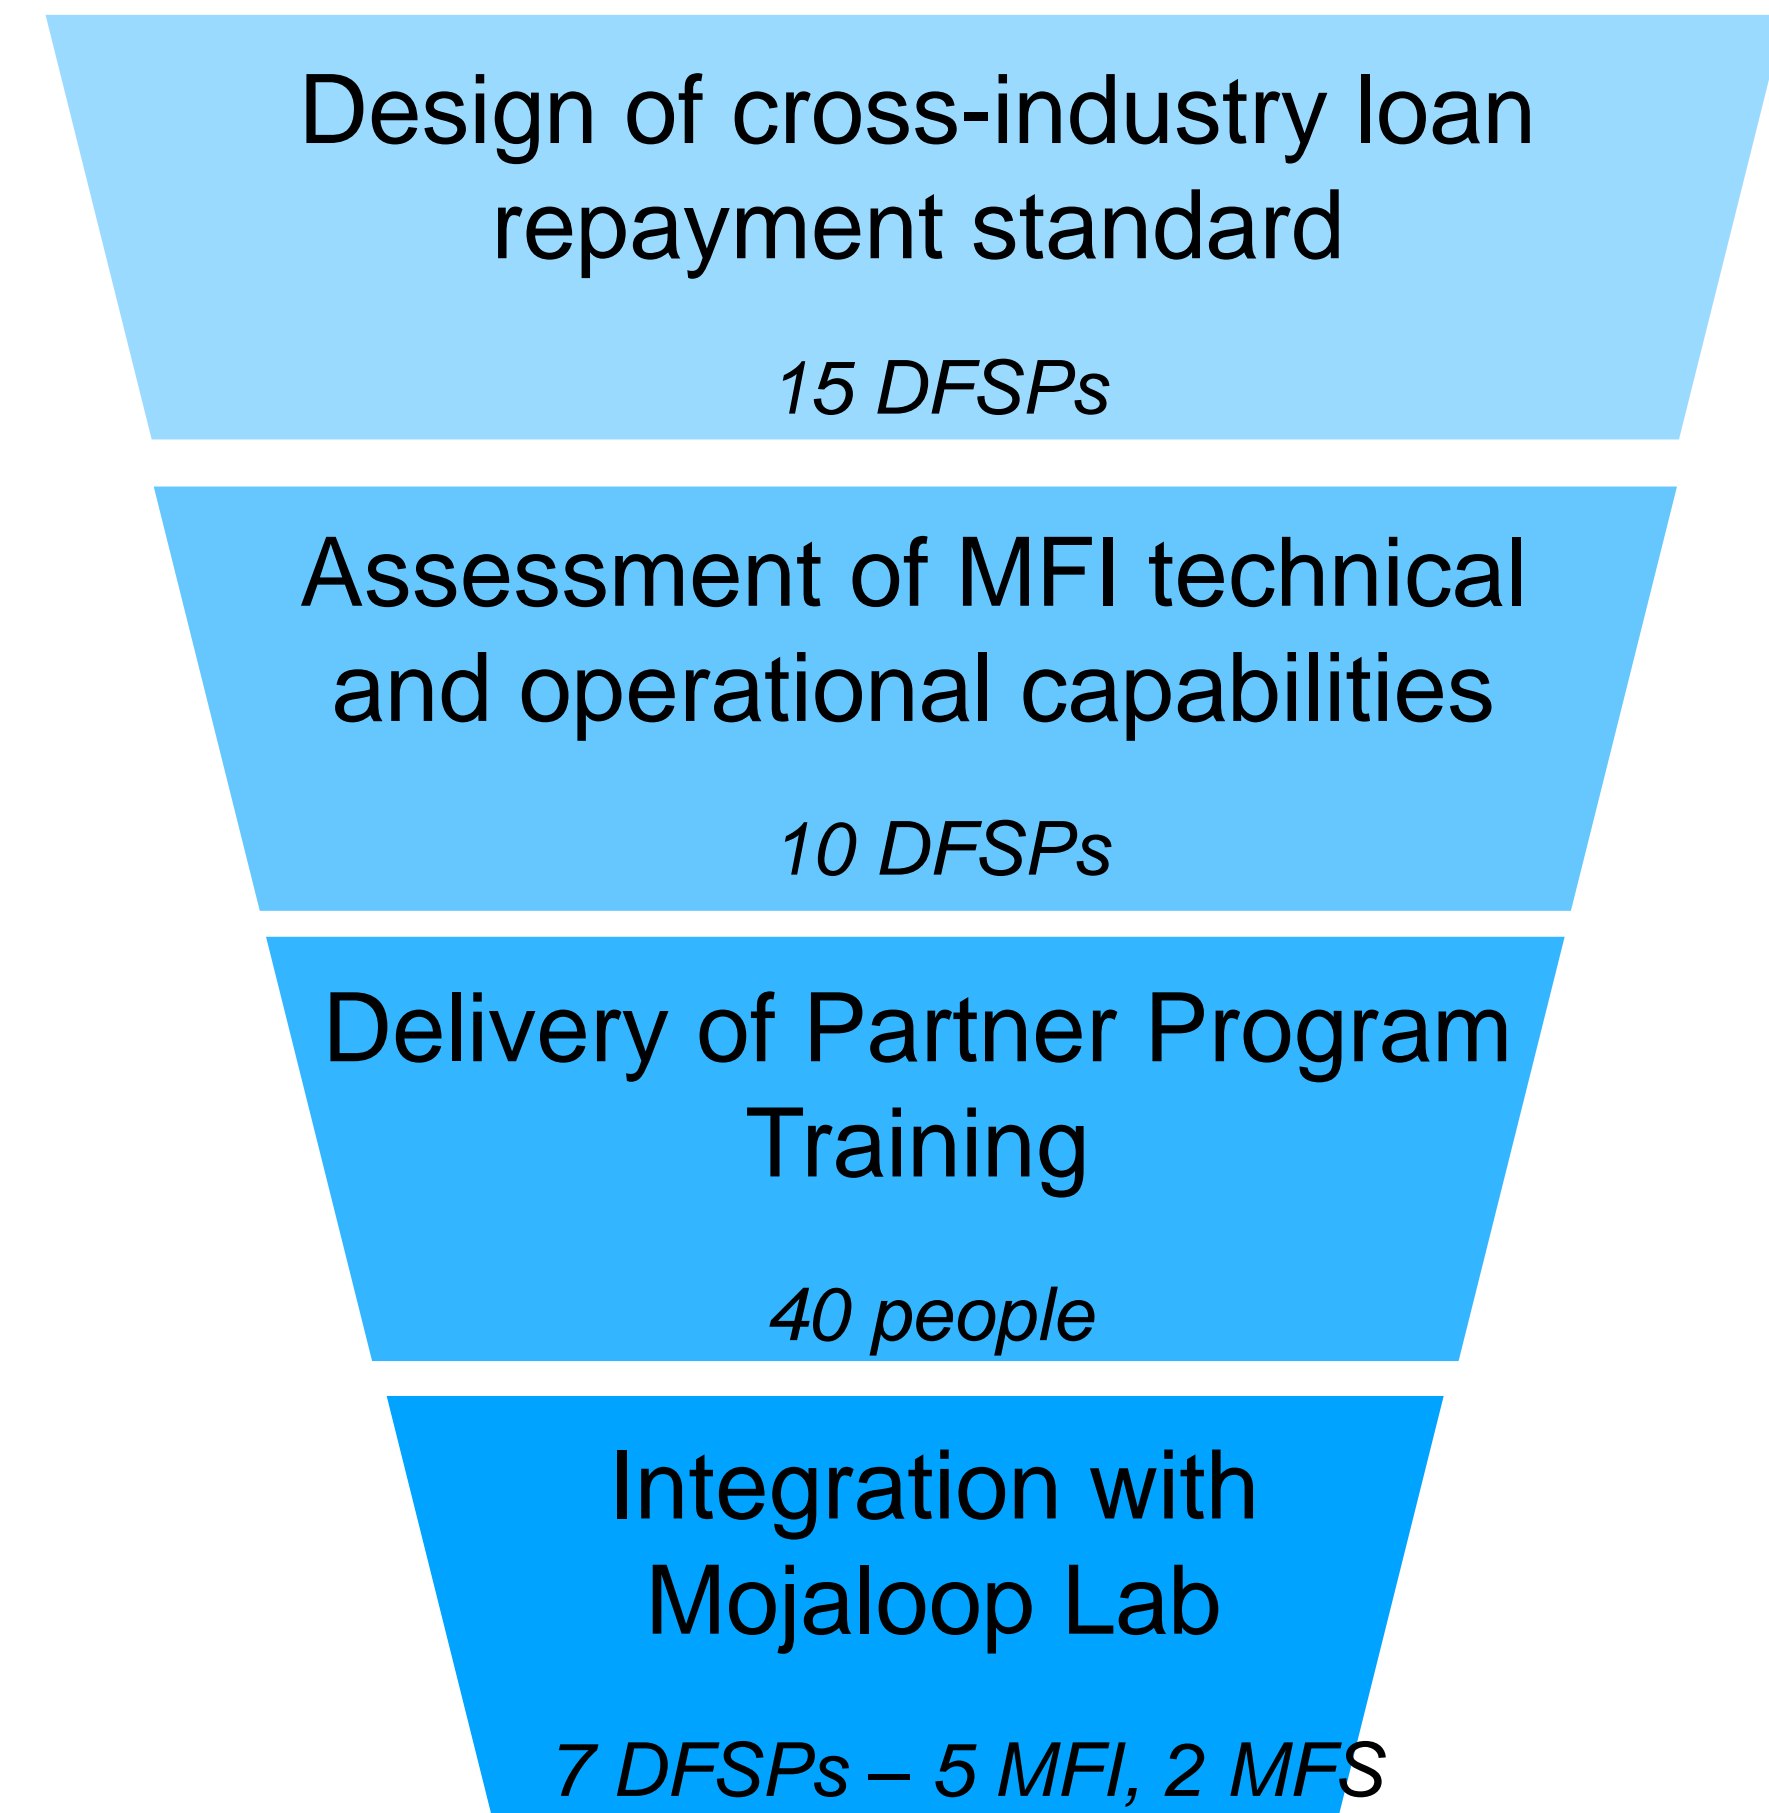 Design of cross-industry loan
repayment standard
15 DFSPs
Assessment of MFI technical
and operational capabilities
10 DFSPs
Delivery of Partner Program
Training
40 people
Integration with
Mojaloop Lab
7 DFSPs – 5 MFI, 2 MFS